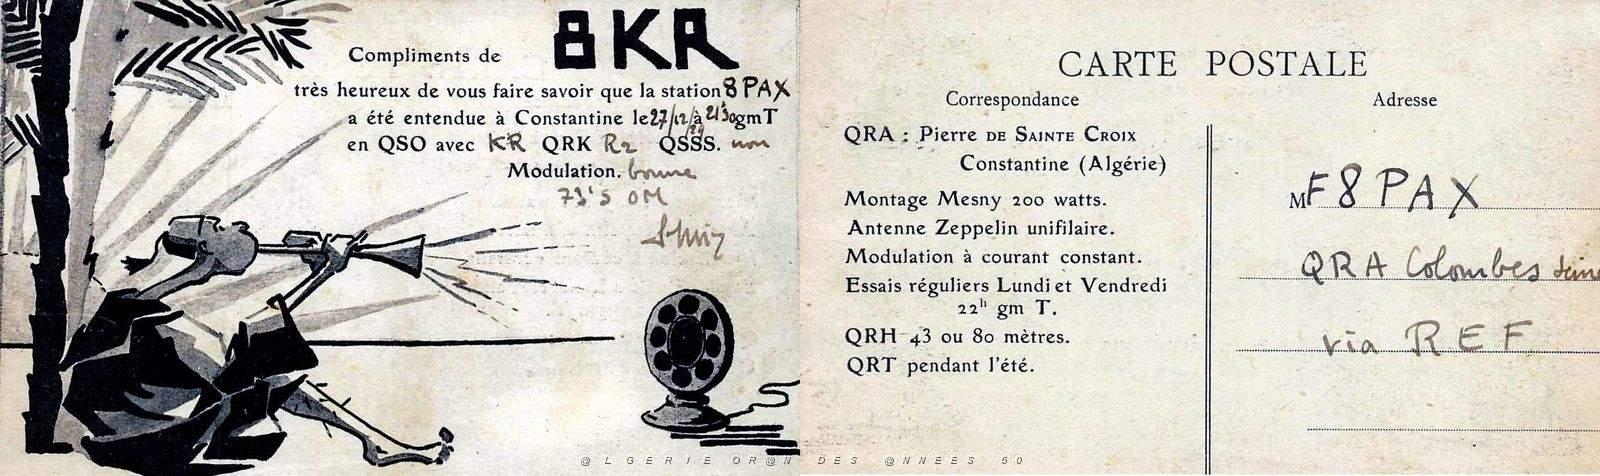 8KR
Compliments de
très heureux de vous faire savoir que la station 8 PAX
a été entendue à Constantine le 27/12/29 à 21h30 gmT
en QSO avec KR QRK R2 QSSS. non
Modulation. bonne
73's OM
CARTE POSTALE
Correspondance
QRA : Pierre DE SAINTE CROIX
Constantine (Algérie)
Montage Mesny 200 watts.
Antenne Zeppelin unifilaire.
Modulation à courant constant.
Essais réguliers Lundi et Vendredi
22h gm T.
QRH 43 ou 80 mètres.
QRT pendant l'été.
Adresse
M F8PAX
QRA Colombes Seine
via REF
@LGERIE OR@N DES @NNEES 50